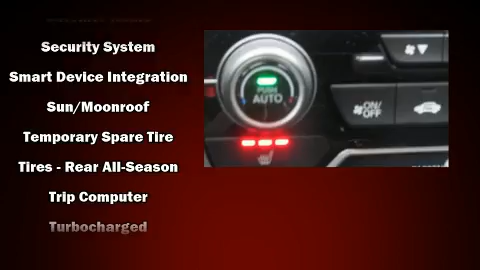 Security System
Smart Device Integration
Sun/Moonroof
Temporary Spare Tire
Tires - Rear All-Season
Trip Computer
Turbocharged
PUSH
AUTO
ON/
OFF